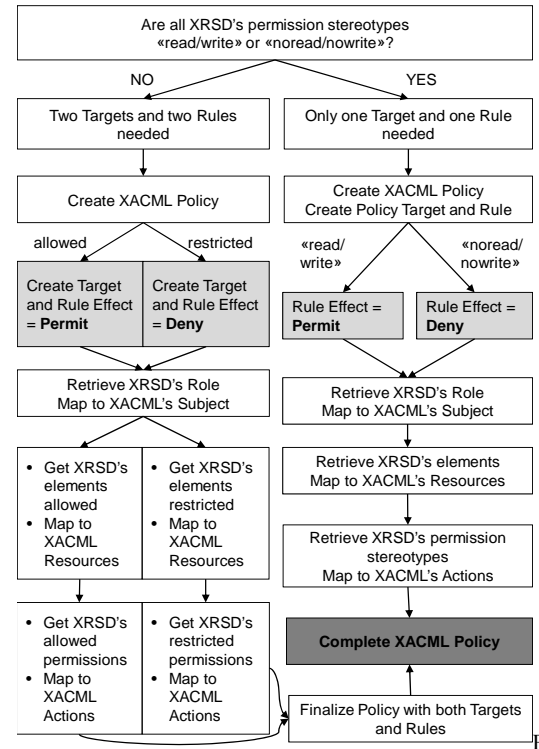 Are all XRSD's permission stereotypes
«read/write» or «noread/nowrite»?
NO
YES
Two Targets and two Rules
needed
Only one Target and one Rule
needed
Create XACML Policy
Create XACML Policy
Create Policy Target and Rule
allowed
restricted
«read/
write»
«noread/
nowrite»
Create Target
and Rule Effect
= Permit
Create Target
and Rule Effect
= Deny
Rule Effect =
Permit
Rule Effect =
Deny
Retrieve XRSD's Role
Map to XACML's Subject
Retrieve XRSD's Role
Map to XACML's Subject
• Get XRSD's
elements
allowed
• Map to
XACML
Resources
• Get XRSD's
elements
restricted
• Map to
XACML
Resources
Retrieve XRSD's elements
Map to XACML's Resources
Retrieve XRSD's permission
stereotypes
Map to XACML's Actions
• Get XRSD's
allowed
permissions
• Map to
XACML
Actions
• Get XRSD's
restricted
permissions
• Map to
XACML
Actions
Complete XACML Policy
Finalize Policy with both Targets
and Rules